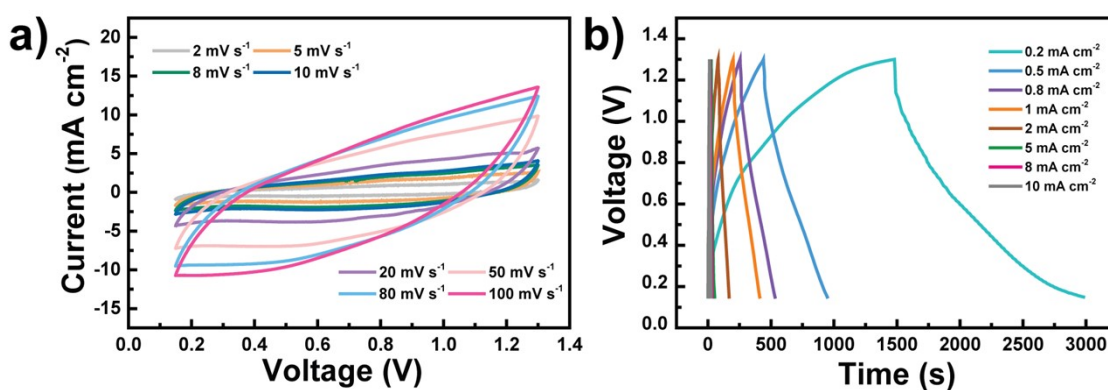 a)
Current (mA cm⁻²)
20
15
10
5
0
-5
-10
-15
2 mV s⁻¹
5 mV s⁻¹
8 mV s⁻¹
10 mV s⁻¹
20 mV s⁻¹
50 mV s⁻¹
80 mV s⁻¹
100 mV s⁻¹
0.0 0.2 0.4 0.6 0.8 1.0 1.2 1.4
Voltage (V)
b)
Voltage (V)
1.4
1.2
1.0
0.8
0.6
0.4
0.2
0.0
0.2 mA cm⁻²
0.5 mA cm⁻²
0.8 mA cm⁻²
1 mA cm⁻²
2 mA cm⁻²
5 mA cm⁻²
8 mA cm⁻²
10 mA cm⁻²
0 500 1000 1500 2000 2500 3000
Time (s)